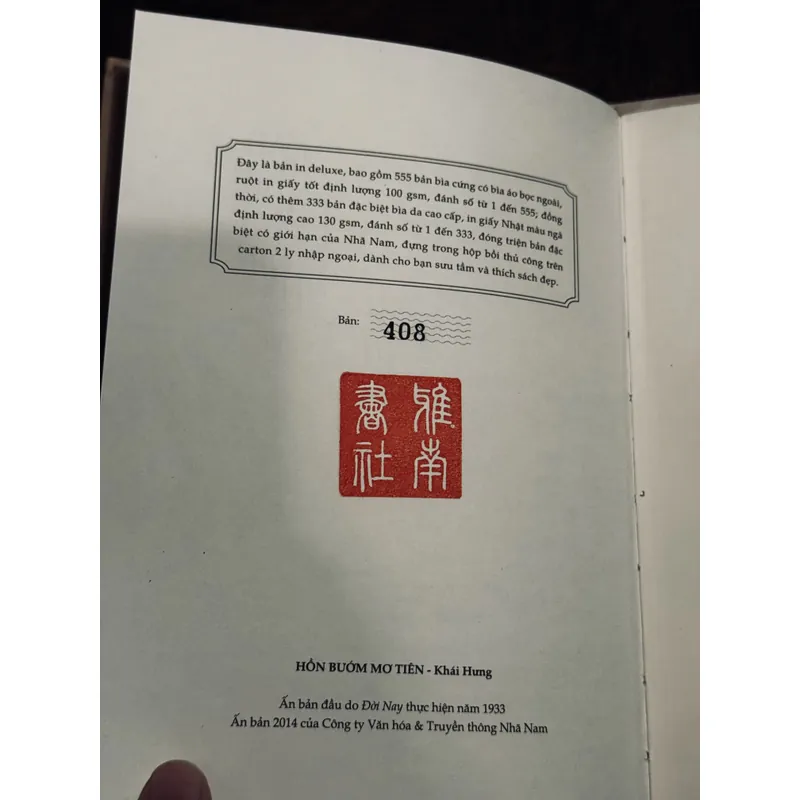 Đây là bản in deluxe, bao gồm 555 bản bìa cứng có bìa áo bọc ngoài,
ruột in giấy tốt định lượng 100 gsm, đánh số từ 1 đến 555; đồng
thời, có thêm 333 bản đặc biệt bìa da cao cấp, in giấy Nhật màu ngà
định lượng cao 130 gsm, đánh số từ 1 đến 333, đóng triện bản đặc
biệt có giới hạn của Nhã Nam, đựng trong hộp bồi thủ công trên
carton 2 ly nhập ngoại, dành cho bạn sưu tầm và thích sách đẹp.
Bản: 408
雅南
書社
HỒN BƯỚM MƠ TIÊN - Khái Hưng
Ấn bản đầu do Đời Nay thực hiện năm 1933
Ấn bản 2014 của Công ty Văn hóa & Truyền thông Nhã Nam